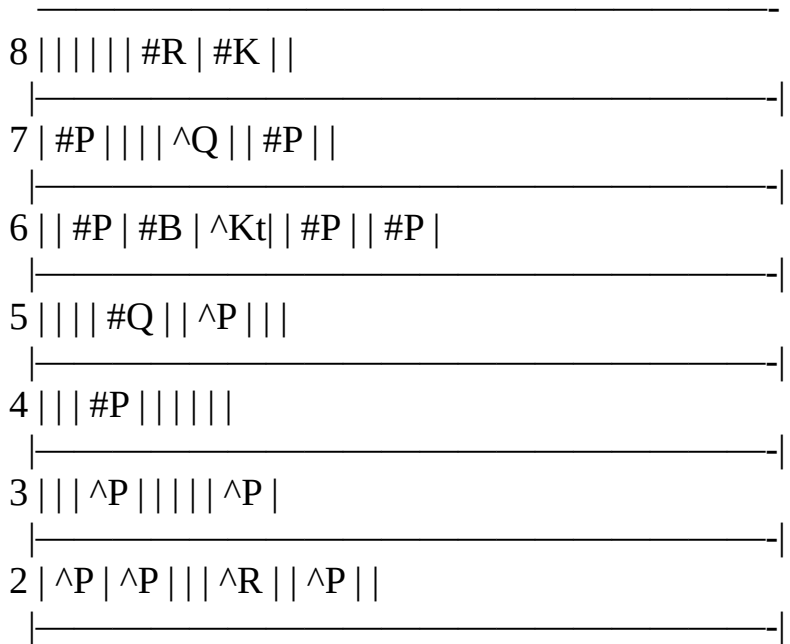 ————————————————————-
8 | | | | | | #R | #K | |
|————————————————————-|
7 | #P | | | | ^Q | | #P | |
|————————————————————-|
6 | | #P | #B | ^Kt| | #P | | #P |
|————————————————————-|
5 | | | | #Q | | ^P | | |
|————————————————————-|
4 | | | #P | | | | | |
|————————————————————-|
3 | | | ^P | | | | | ^P |
|————————————————————-|
2 | ^P | ^P | | | ^R | | ^P | |
|————————————————————-|